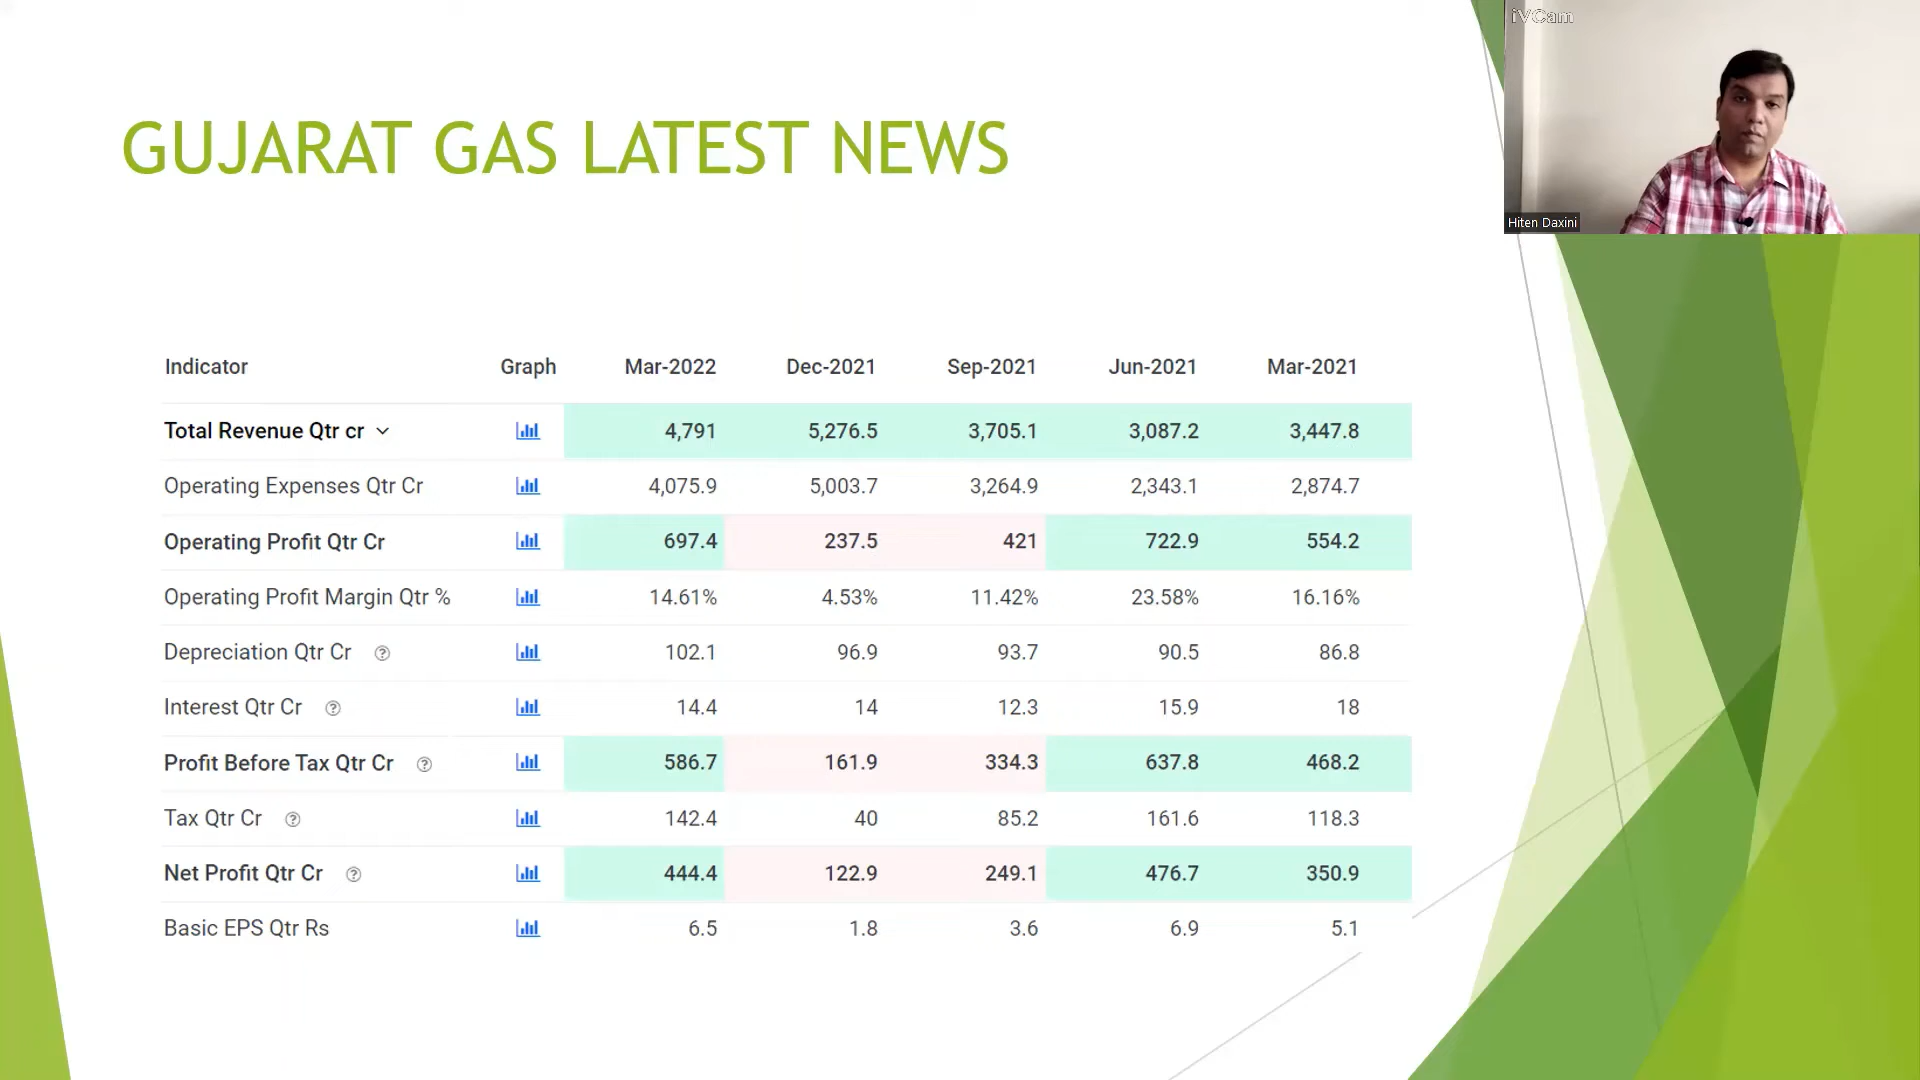 iVCam
GUJARAT GAS LATEST NEWS
Hiten Daxini
Indicator Graph Mar-2022 Dec-2021 Sep-2021 Jun-2021 Mar-2021
Total Revenue Qtr cr 4,791 5,276.5 3,705.1 3,087.2 3,447.8
Operating Expenses Qtr Cr 4,075.9 5,003.7 3,264.9 2,343.1 2,874.7
Operating Profit Qtr Cr 697.4 237.5 421 722.9 554.2
Operating Profit Margin Qtr % 14.61% 4.53% 11.42% 23.58% 16.16%
Depreciation Qtr Cr ? 102.1 96.9 93.7 90.5 86.8
Interest Qtr Cr ? 14.4 14 12.3 15.9 18
Profit Before Tax Qtr Cr ? 586.7 161.9 334.3 637.8 468.2
Tax Qtr Cr ? 142.4 40 85.2 161.6 118.3
Net Profit Qtr Cr ? 444.4 122.9 249.1 476.7 350.9
Basic EPS Qtr Rs 6.5 1.8 3.6 6.9 5.1